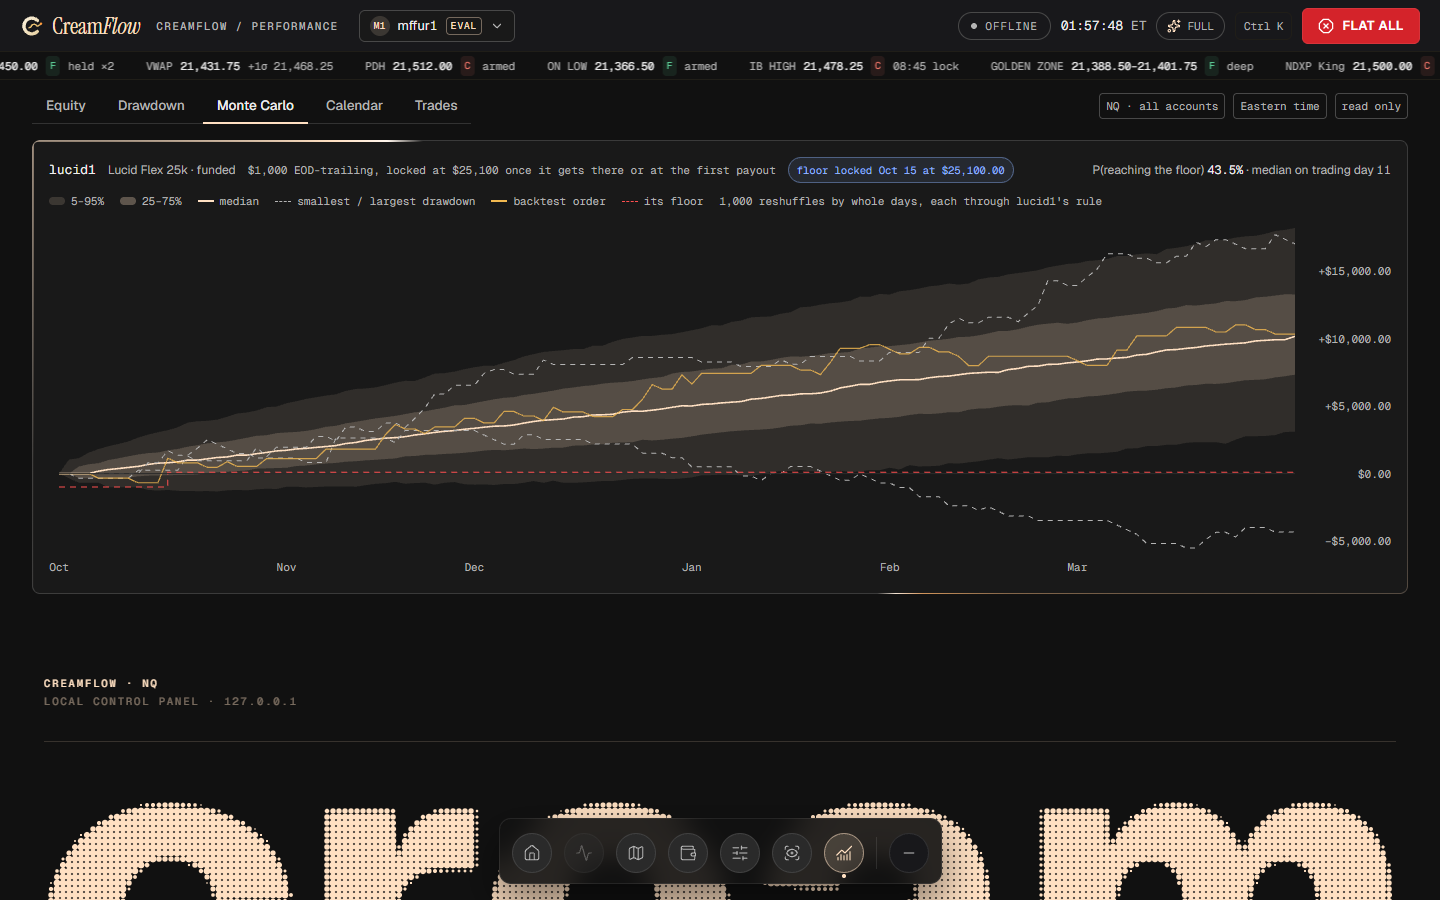 CreamFlow CREAMFLOW / PERFORMANCE M1 mffur1 EVAL OFFLINE 01:57:48 ET FULL Ctrl K FLAT ALL
450.00 F held ×2 VWAP 21,431.75 +1σ 21,468.25 PDH 21,512.00 C armed ON LOW 21,366.50 F armed IB HIGH 21,478.25 C 08:45 lock GOLDEN ZONE 21,388.50–21,401.75 F deep NDXP King 21,500.00 C
Equity Drawdown Monte Carlo Calendar Trades NQ · all accounts Eastern time read only
lucid1 Lucid Flex 25k · funded $1,000 EOD-trailing, locked at $25,100 once it gets there or at the first payout floor locked Oct 15 at $25,100.00 P(reaching the floor) 43.5% · median on trading day 11
5–95% 25–75% median smallest / largest drawdown backtest order its floor 1,000 reshuffles by whole days, each through lucid1's rule
+$15,000.00
+$10,000.00
+$5,000.00
$0.00
−$5,000.00
Oct Nov Dec Jan Feb Mar
CREAMFLOW · NQ
LOCAL CONTROL PANEL · 127.0.0.1
cream